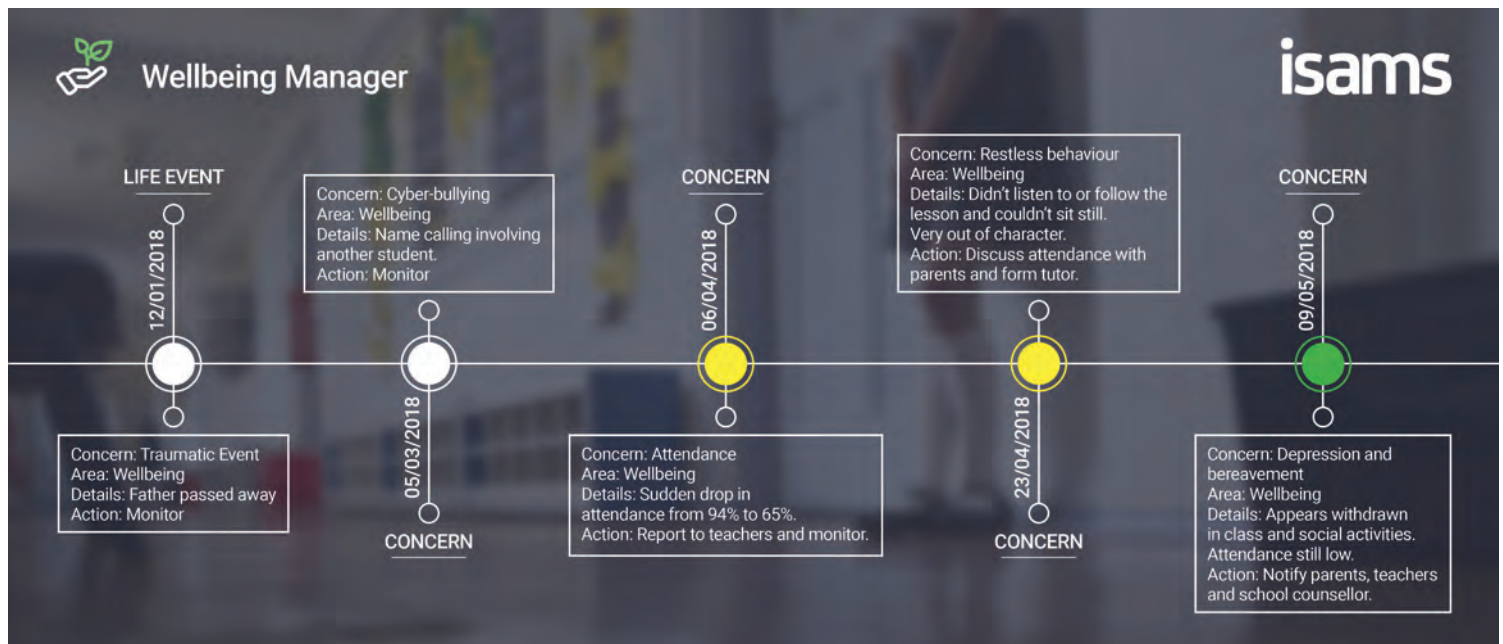 Wellbeing Manager
isams
LIFE EVENT
12/01/2018
Concern: Traumatic Event
Area: Wellbeing
Details: Father passed away
Action: Monitor
Concern: Cyber-bullying
Area: Wellbeing
Details: Name calling involving
another student.
Action: Monitor
05/03/2018
CONCERN
CONCERN
06/04/2018
Concern: Attendance
Area: Wellbeing
Details: Sudden drop in
attendance from 94% to 65%.
Action: Report to teachers and monitor.
Concern: Restless behaviour
Area: Wellbeing
Details: Didn't listen to or follow the
lesson and couldn't sit still.
Very out of character.
Action: Discuss attendance with
parents and form tutor.
23/04/2018
CONCERN
CONCERN
09/05/2018
Concern: Depression and
bereavement
Area: Wellbeing
Details: Appears withdrawn
in class and social activities.
Attendance still low.
Action: Notify parents, teachers
and school counsellor.